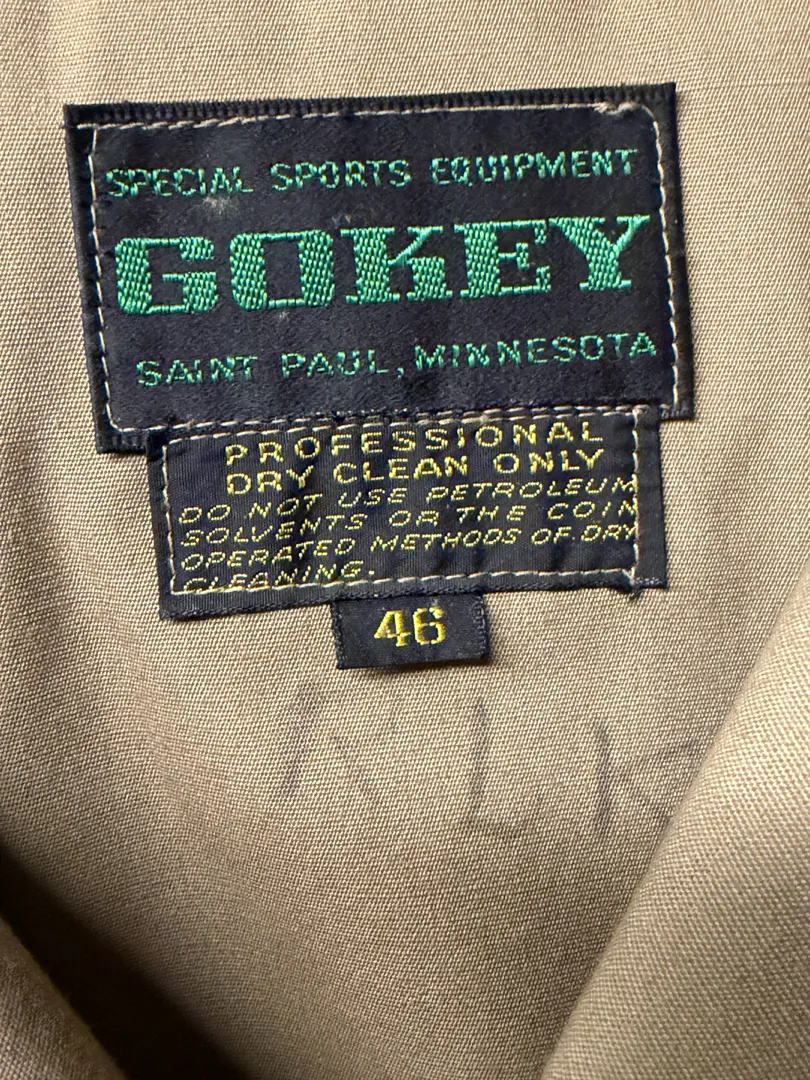 SPECIAL SPORTS EQUIPMENT
GOKEY
SAINT PAUL, MINNESOTA
PROFESSIONAL
DRY CLEAN ONLY
DO NOT USE PETROLEUM
SOLVENTS OR THE COIN
OPERATED METHODS OF DRY
CLEANING.
46
RLK